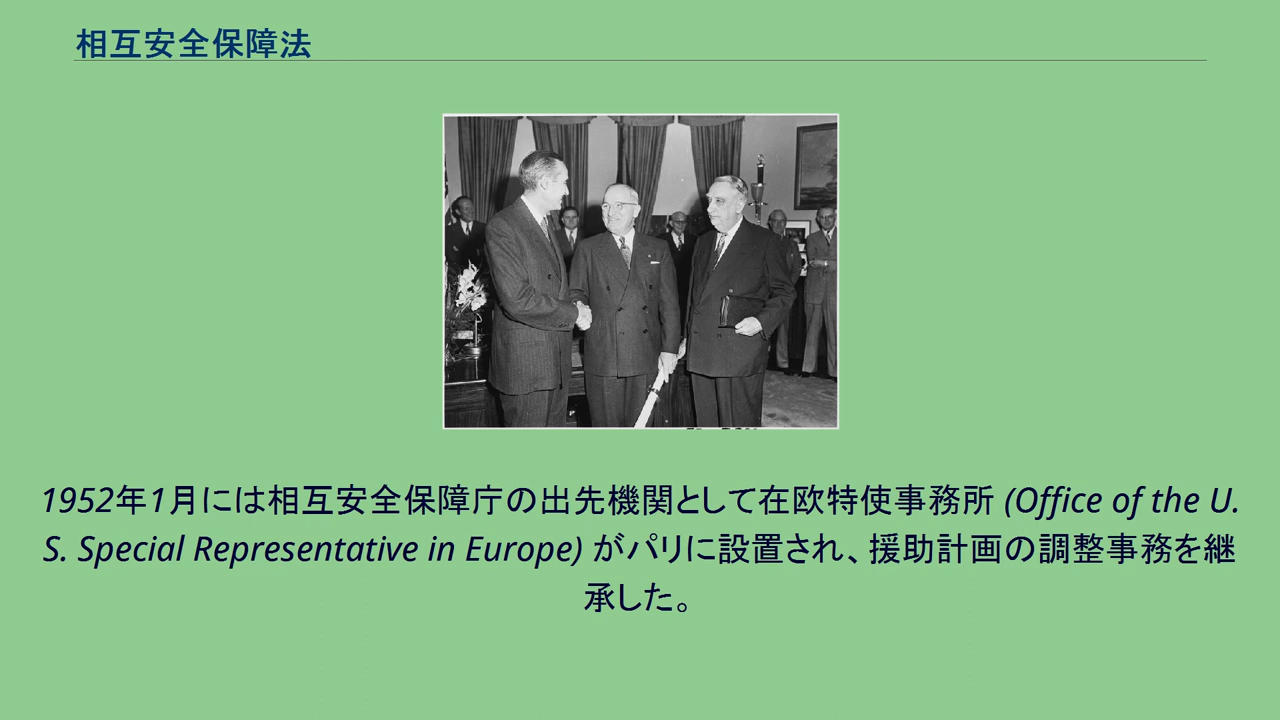 相互安全保障法
1952年1月には相互安全保障庁の出先機関として在欧特使事務所 (Office of the U.
S. Special Representative in Europe) がパリに設置され、援助計画の調整事務を継
承した。